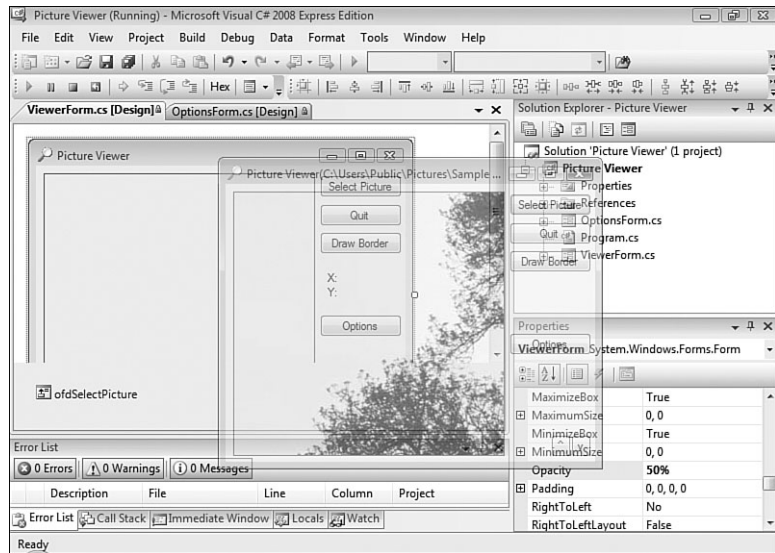 Picture Viewer (Running) - Microsoft Visual C# 2008 Express Edition
File Edit View Project Build Debug Data Format Tools Window Help
Hex
ViewerForm.cs [Design] OptionsForm.cs [Design]
Solution Explorer - Picture Viewer
Solution 'Picture Viewer' (1 project)
Picture Viewer
Properties
References
OptionsForm.cs
Program.cs
ViewerForm.cs
Picture Viewer
Select Picture
Quit
Draw Border
X:
Y:
Options
Picture Viewer(C:\Users\Public\Pictures\Sample ...
Select Picture
Quit
Draw Border
Options
ofdSelectPicture
Properties
ViewerForm System.Windows.Forms.Form
MaximizeBox True
MaximumSize 0, 0
MinimizeBox True
MinimumSize 0, 0
Opacity 50%
Padding 0, 0, 0, 0
RightToLeft No
RightToLeftLayout False
Error List
0 Errors 0 Warnings 0 Messages
Description File Line Column Project
Error List Call Stack Immediate Window Locals Watch
Ready